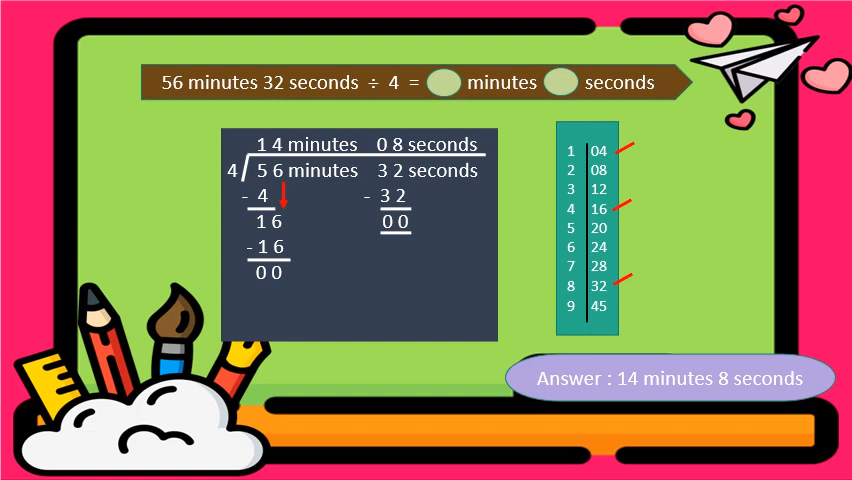 56 minutes 32 seconds ÷ 4 = minutes seconds
1 4 minutes 0 8 seconds
4 5 6 minutes 3 2 seconds
- 4 - 3 2
1 6 0 0
- 1 6
0 0
1 04
2 08
3 12
4 16
5 20
6 24
7 28
8 32
9 45
Answer : 14 minutes 8 seconds